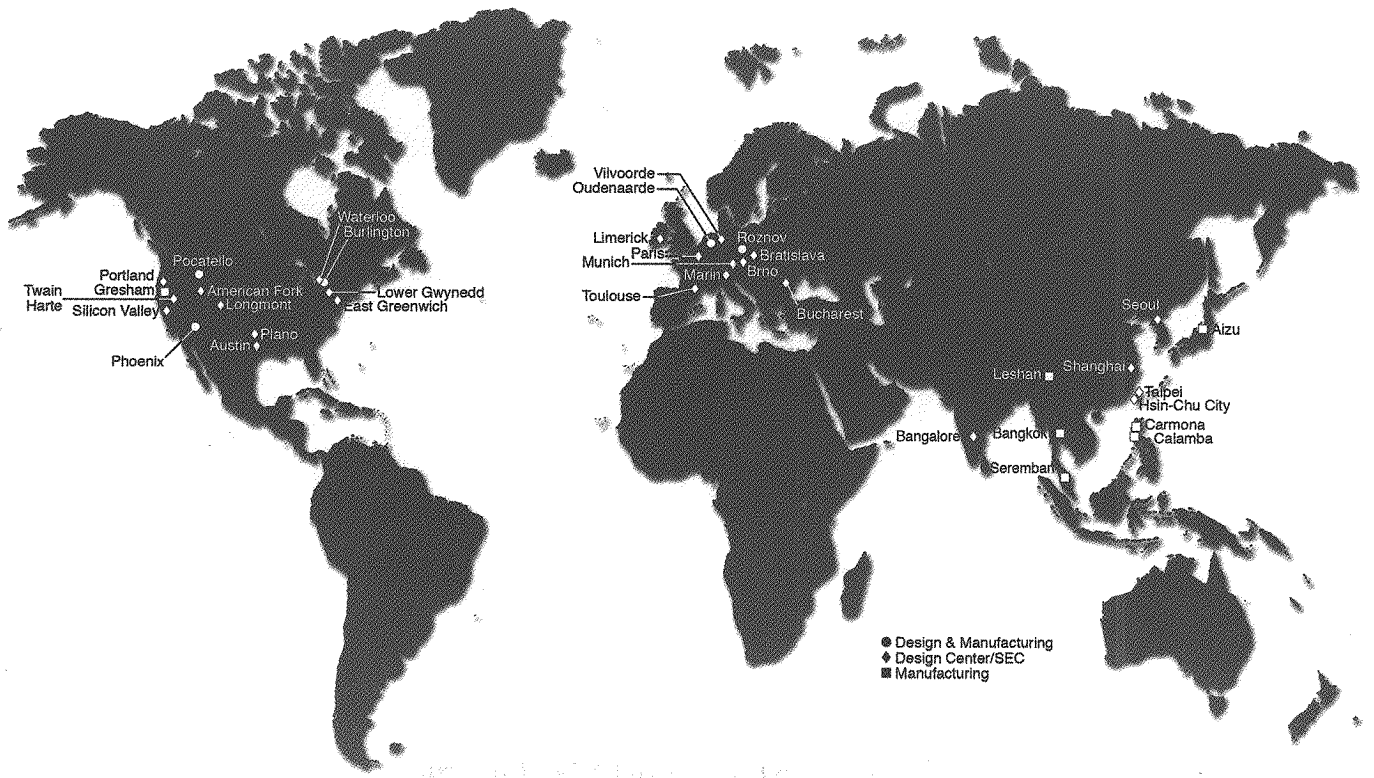 Waterloo
Burlington
Pocatello
Portland
Gresham
American Fork
Twain
Harte
Longmont
Silicon Valley
Lower Gwynedd
East Greenwich
Plano
Austin
Phoenix
Vilvoorde
Oudenaarde
Limerick
Roznov
Paris
Bratislava
Munich
Brno
Marin
Toulouse
Bucharest
Seoul
Aizu
Shanghai
Leshan
Taipei
Hsin-Chu City
Carmona
Calamba
Bangalore
Bangkok
Seremban
Design & Manufacturing
Design Center/SEC
Manufacturing